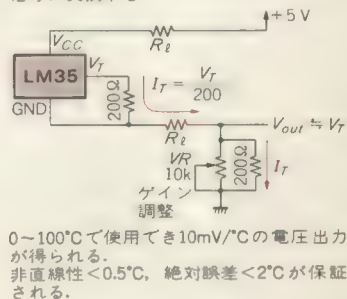 +5V
Rℓ
VCC
VT
LM35
GND
200Ω
IT = VT/200
Rℓ
Vout ≒ VT
VR
10k
200Ω
IT
ゲイン
調整
0~100℃で使用でき10mV/℃の電圧出力
が得られる.
非直線性<0.5℃, 絶対誤差<2℃が保証
される.